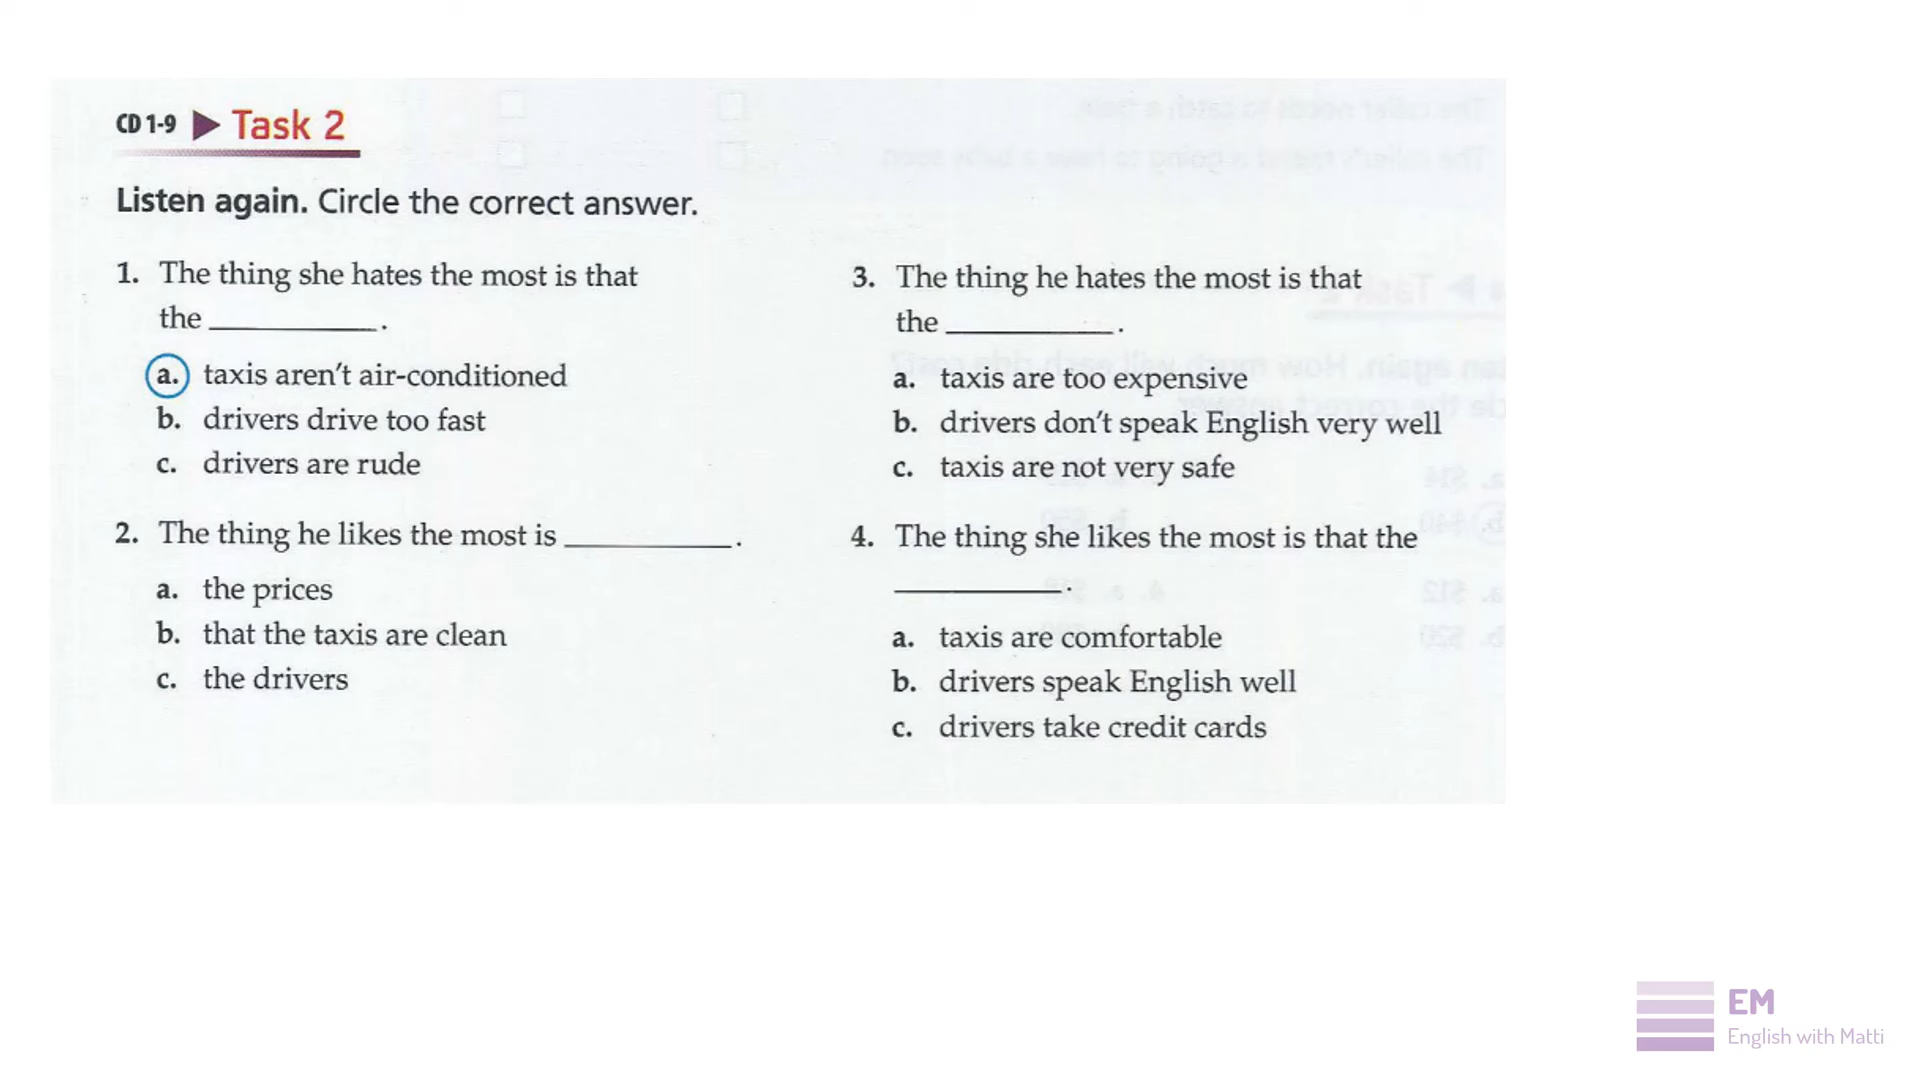 CD 1-9 ▶ Task 2
Listen again. Circle the correct answer.
1. The thing she hates the most is that
the ___________.
a. taxis aren't air-conditioned
b. drivers drive too fast
c. drivers are rude
2. The thing he likes the most is ___________.
a. the prices
b. that the taxis are clean
c. the drivers
3. The thing he hates the most is that
the ___________.
a. taxis are too expensive
b. drivers don't speak English very well
c. taxis are not very safe
4. The thing she likes the most is that the
___________.
a. taxis are comfortable
b. drivers speak English well
c. drivers take credit cards
EM
English with Matti